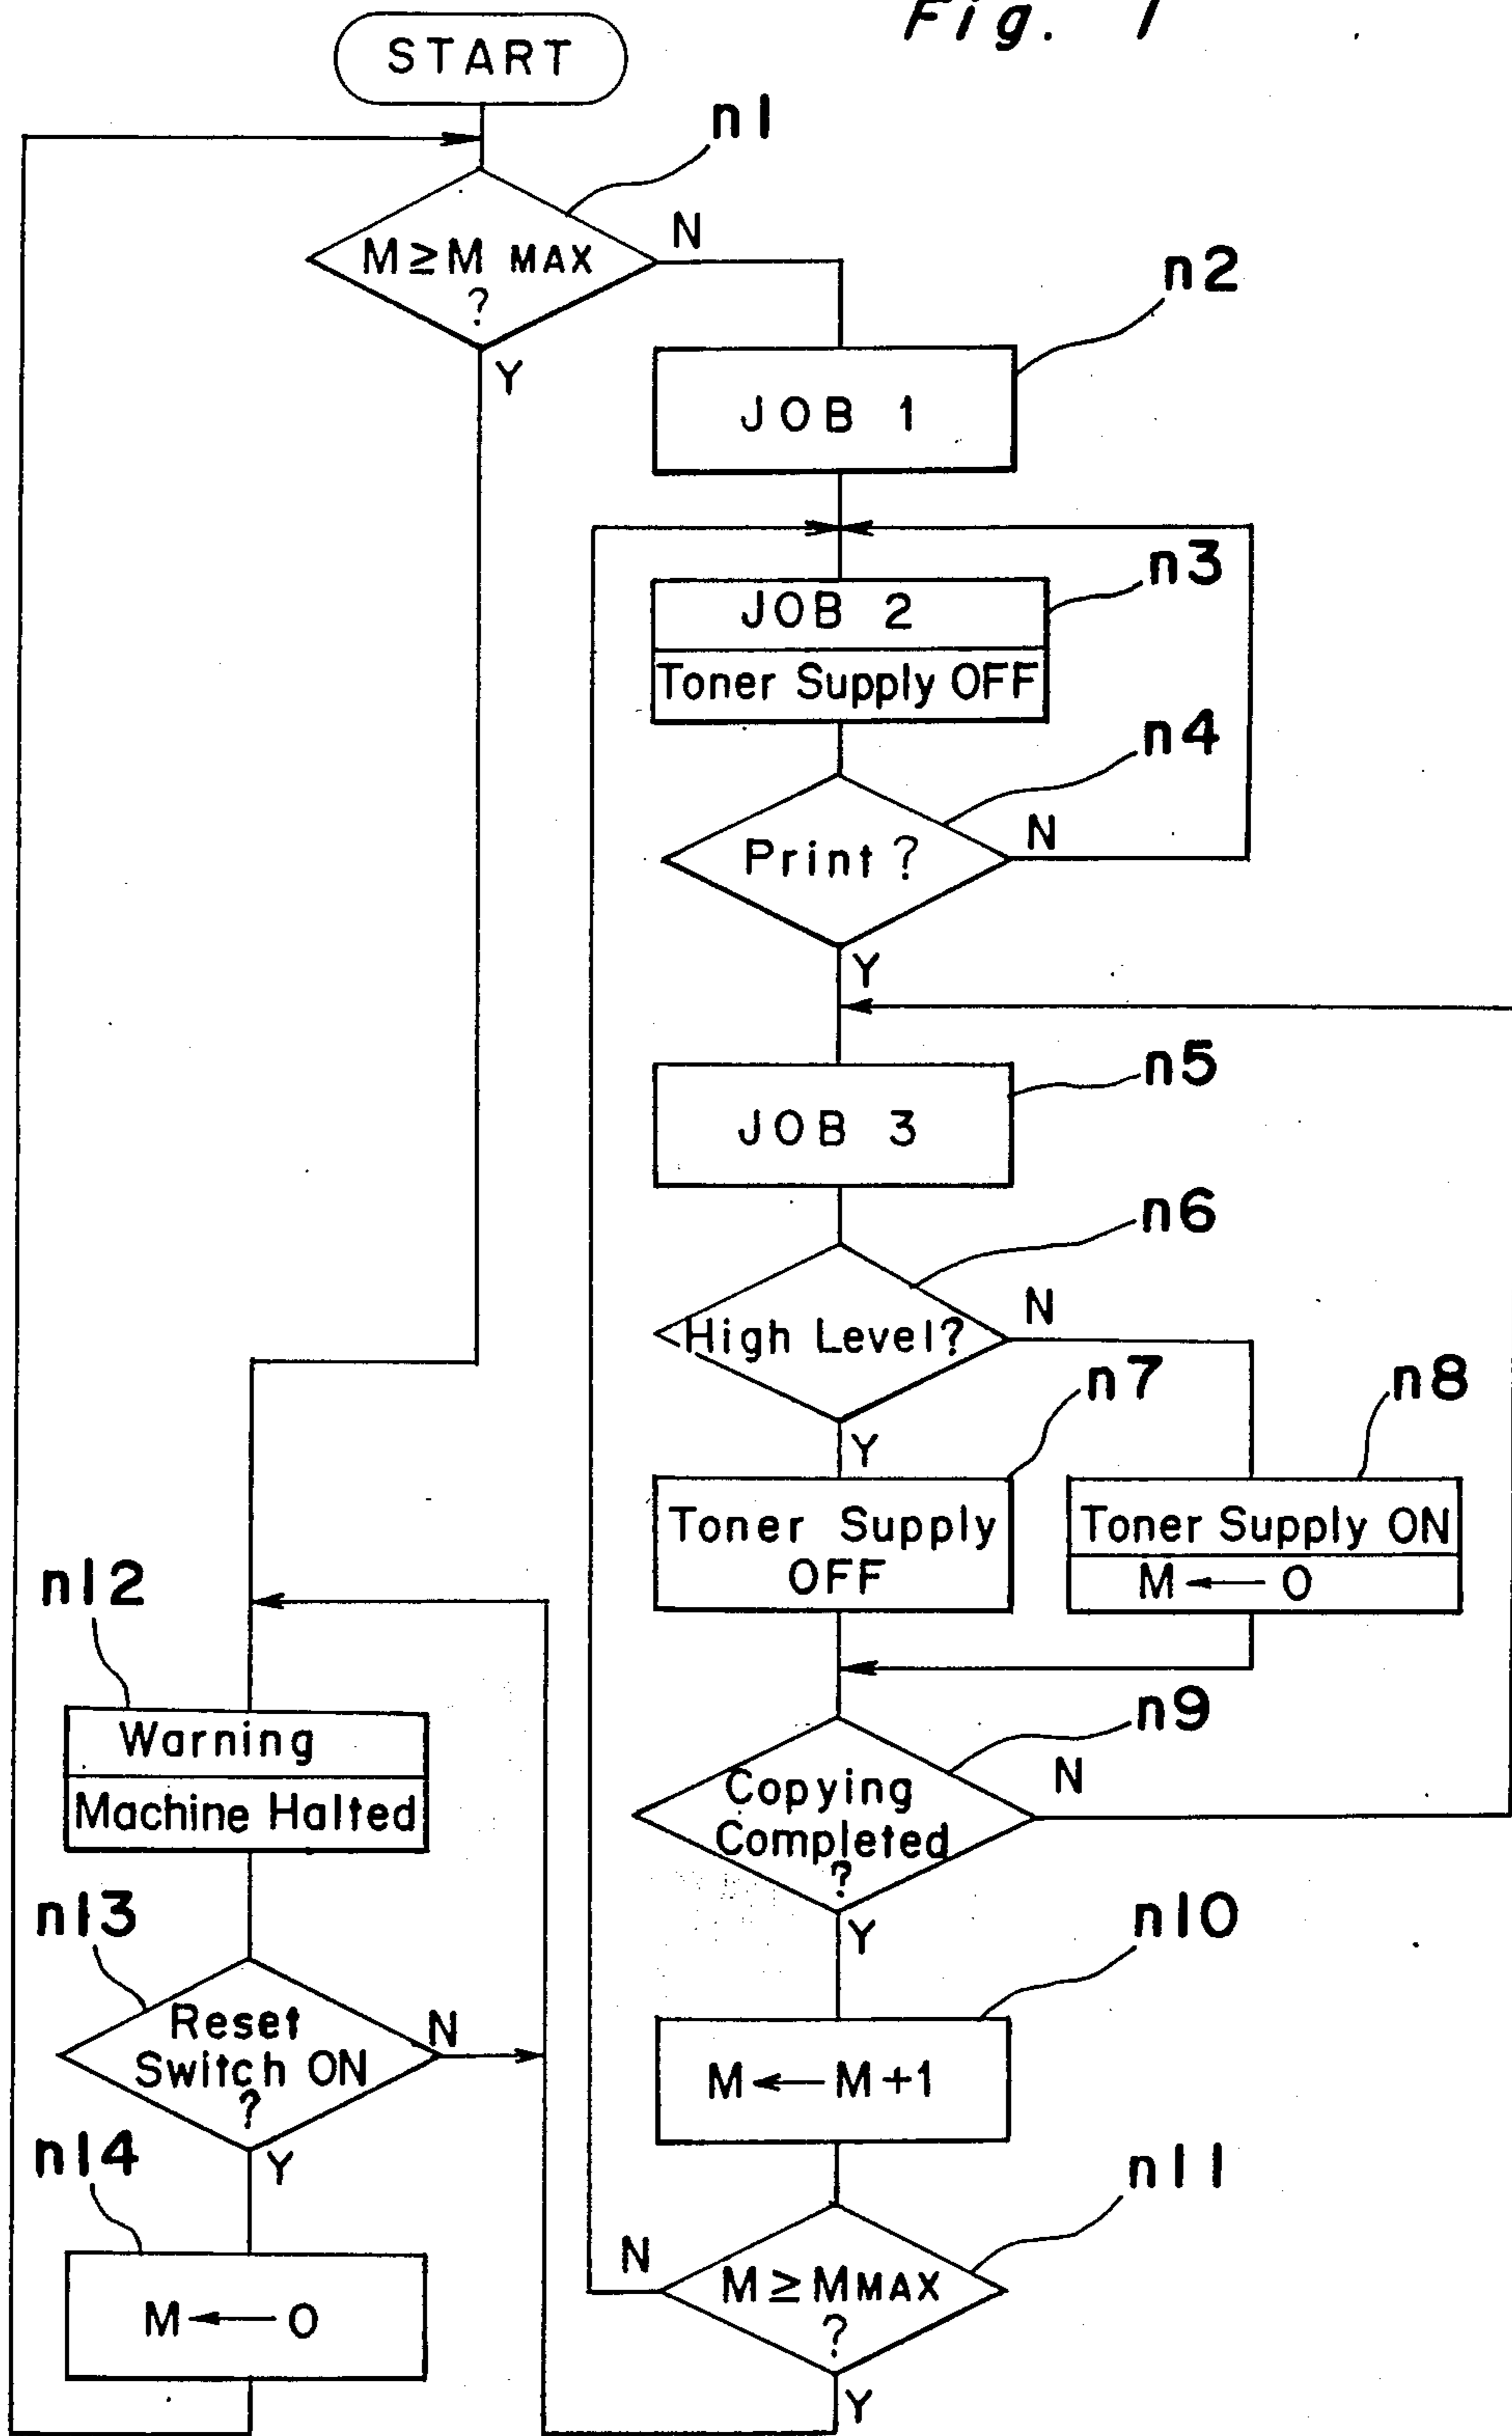 Fig. 1
START
n1
M≥M MAX
?
N
Y
n2
JOB 1
n3
JOB 2
Toner Supply OFF
n4
Print ?
N
Y
n5
JOB 3
n6
High Level?
N
Y
n7
Toner Supply
OFF
n8
Toner Supply ON
M ← O
n9
Copying
Completed
?
N
Y
n10
M ← M+1
n11
M ≥ MMAX
?
N
Y
n12
Warning
Machine Halted
n13
Reset
Switch ON
?
N
Y
n14
M ← O